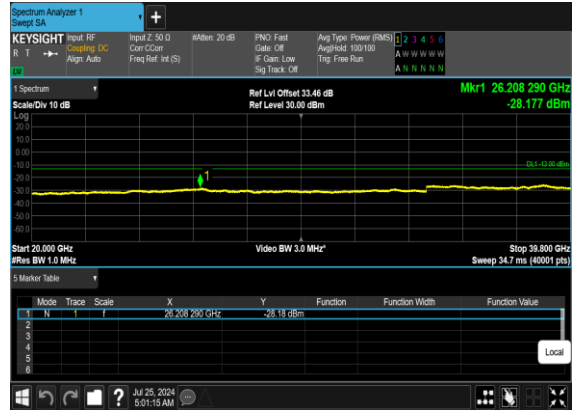 Spectrum Analyzer 1
Swept SA
+
KEYSIGHT Input: RF Input Z: 50 Ω #Atten: 20 dB PNO: Fast Avg Type: Power (RMS) 1 2 3 4 5 6
R T Coupling: DC Corr CCorr Gate: Off Avg|Hold: 100/100 A W W W W W
Align: Auto Freq Ref: Int (S) IF Gain: Low Trig: Free Run
Sig Track: Off A N N N N N
1 Spectrum Ref Lvl Offset 33.46 dB Mkr1 26.208 290 GHz
Scale/Div 10 dB Ref Level 30.00 dBm -28.177 dBm
Log
20.0
10.0
0.00
-10.0
DL1 -13.00 dBm
1
-20.0
-30.0
-40.0
-50.0
-60.0
Start 20.000 GHz Video BW 3.0 MHz* Stop 39.800 GHz
#Res BW 1.0 MHz Sweep 34.7 ms (40001 pts)
5 Marker Table
Mode Trace Scale X Y Function Function Width Function Value
1 N 1 f 26.208 290 GHz -28.18 dBm
2
3
4
5
6
Local
? Jul 25, 2024
5:01:15 AM